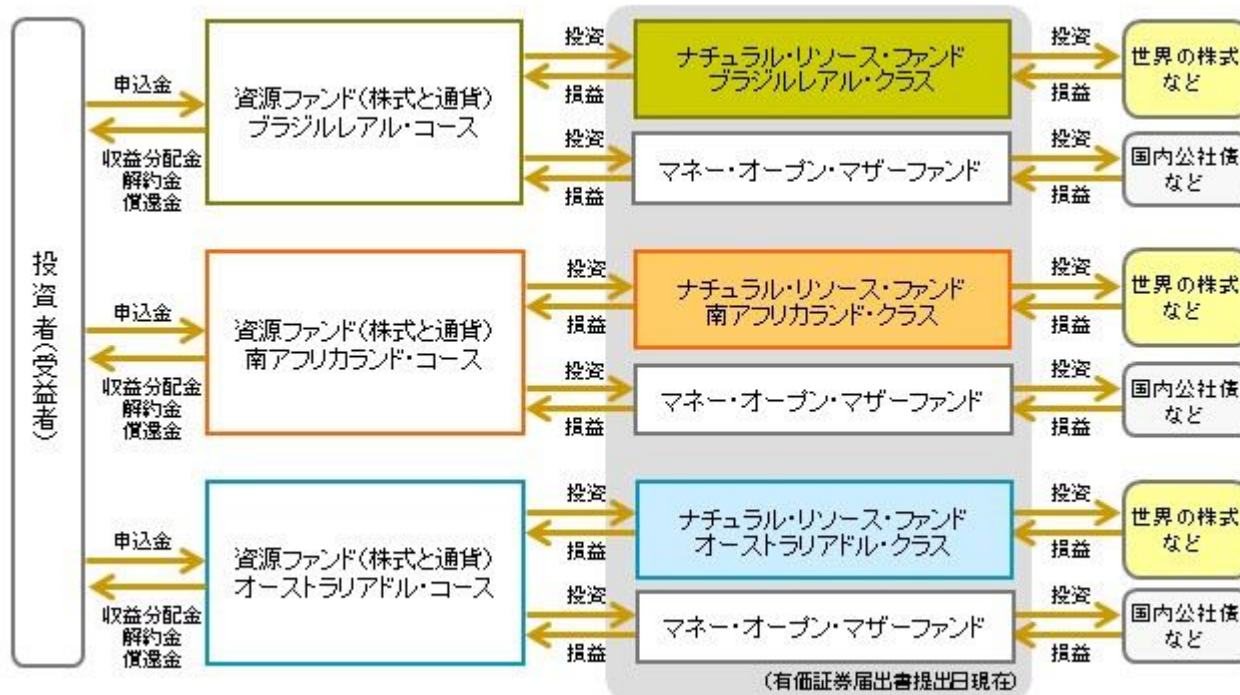 投資者(受益者)
申込金
収益分配金
解約金
償還金
資源ファンド(株式と通貨)
ブラジルレアル・コース
投資
損益
ナチュラル・リソース・ファンド
ブラジルレアル・クラス
投資
損益
世界の株式
など
投資
損益
マネー・オープン・マザーファンド
投資
損益
国内公社債
など
申込金
収益分配金
解約金
償還金
資源ファンド(株式と通貨)
南アフリカランド・コース
投資
損益
ナチュラル・リソース・ファンド
南アフリカランド・クラス
投資
損益
世界の株式
など
投資
損益
マネー・オープン・マザーファンド
投資
損益
国内公社債
など
申込金
収益分配金
解約金
償還金
資源ファンド(株式と通貨)
オーストラリアドル・コース
投資
損益
ナチュラル・リソース・ファンド
オーストラリアドル・クラス
投資
損益
世界の株式
など
投資
損益
マネー・オープン・マザーファンド
投資
損益
国内公社債
など
(有価証券届出書提出日現在)